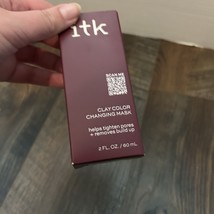 itk
SCAN ME
CLAY COLOR
CHANGING MASK
helps tighten pores
+ removes build up
2 FL. OZ. / 60 mL